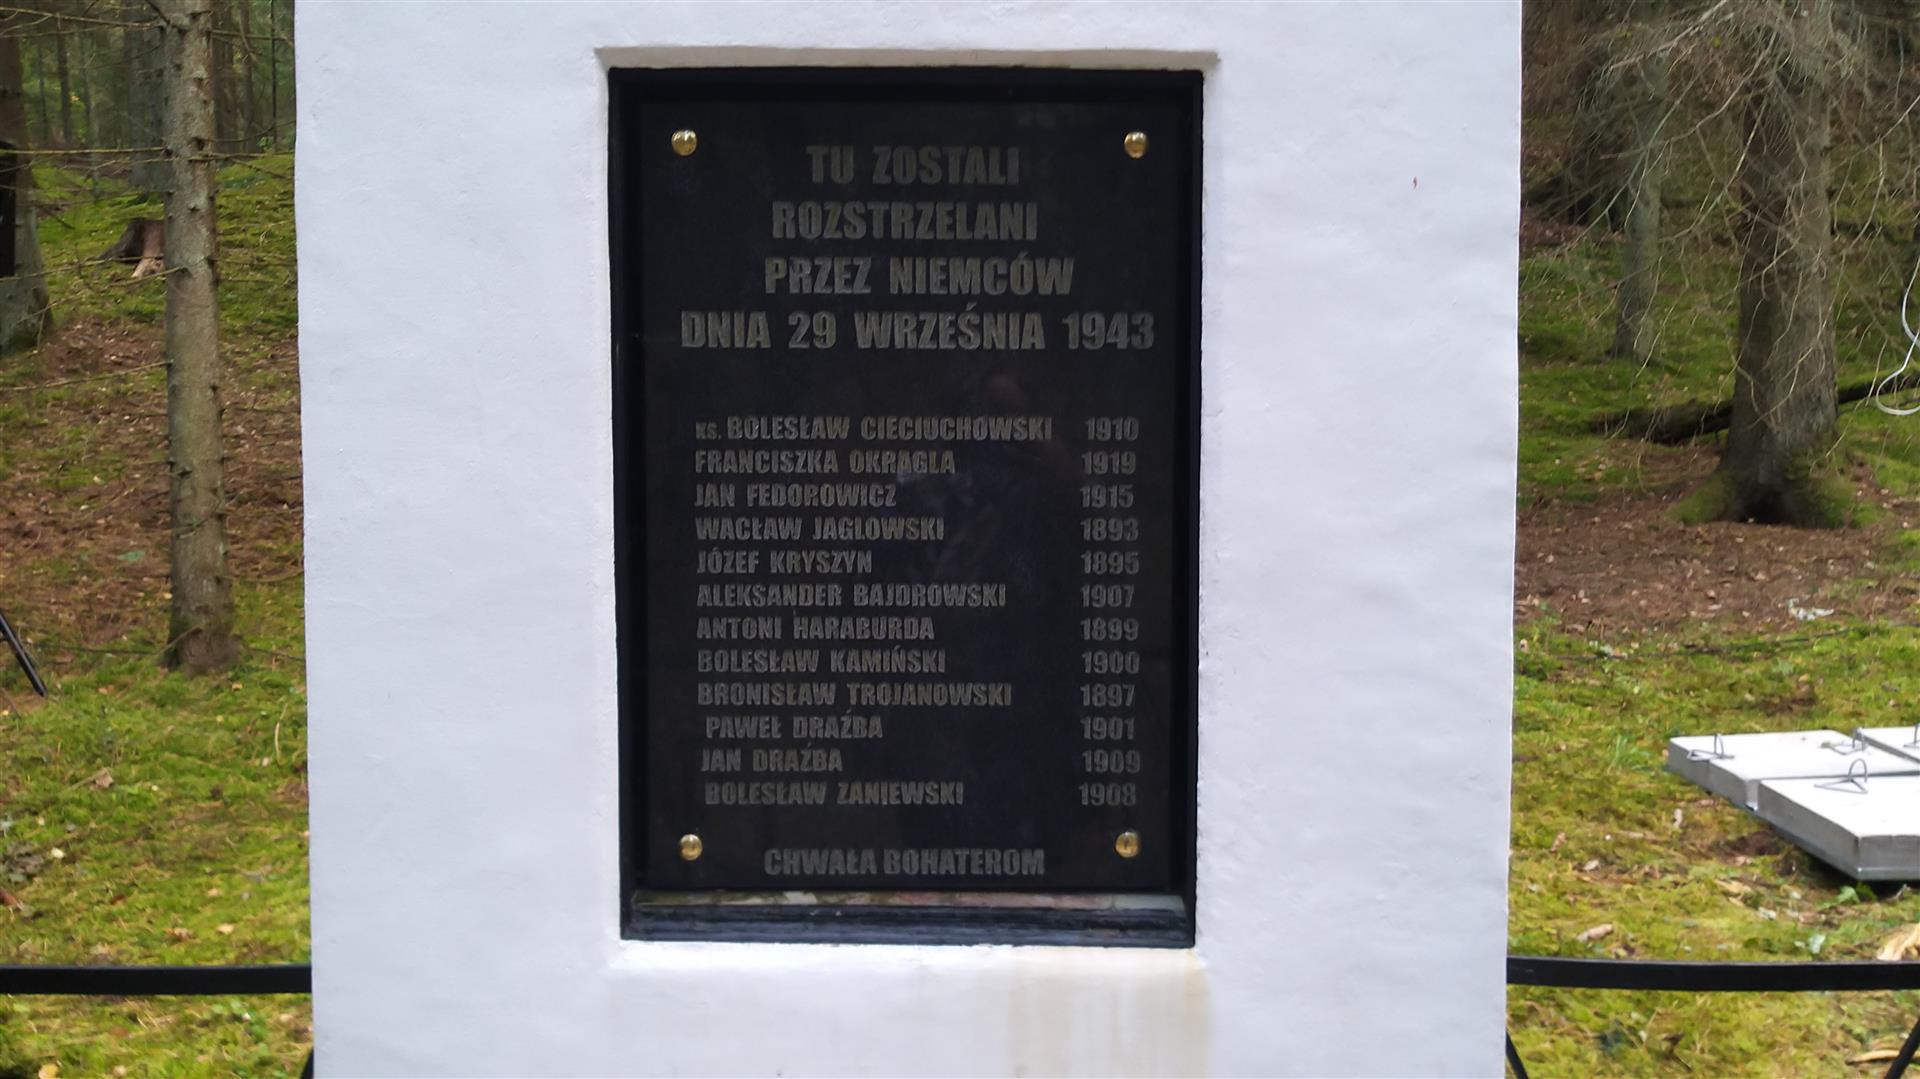 TU ZOSTALI
ROZSTRZELANI
PRZEZ NIEMCÓW
DNIA 29 WRZEŚNIA 1943
KS. BOLESŁAW CIECIUCHOWSKI 1910
FRANCISZKA OKRĄGLA 1919
JAN FEDOROWICZ 1915
WACŁAW JAGLOWSKI 1893
JÓZEF KRYSZYN 1895
ALEKSANDER BAJDROWSKI 1907
ANTONI HARABURDA 1899
BOLESŁAW KAMIŃSKI 1900
BRONISŁAW TROJANOWSKI 1897
PAWEŁ DRAŹBA 1901
JAN DRAŹBA 1909
BOLESŁAW ZANIEWSKI 1908
CHWAŁA BOHATEROM